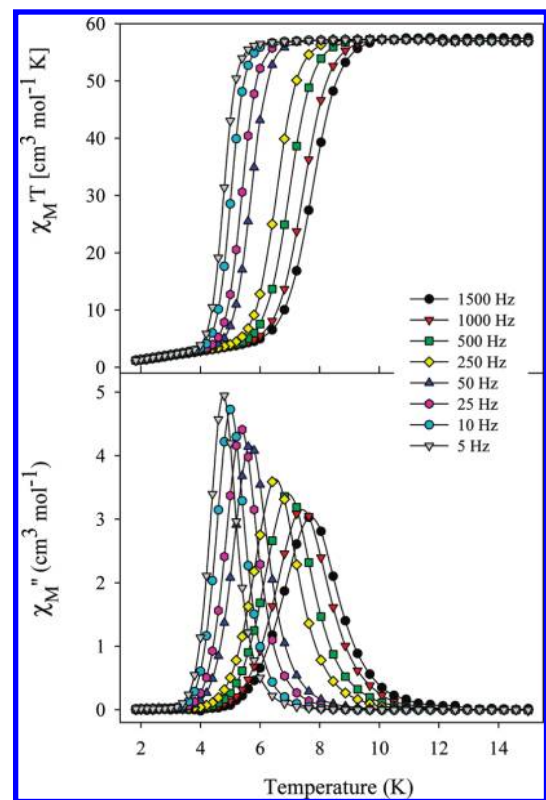 60
50
40
30
20
10
0
χM'T [cm³ mol⁻¹ K]
1500 Hz
1000 Hz
500 Hz
250 Hz
50 Hz
25 Hz
10 Hz
5 Hz
5
4
3
2
1
0
χM" (cm³ mol⁻¹)
2 4 6 8 10 12 14
Temperature (K)